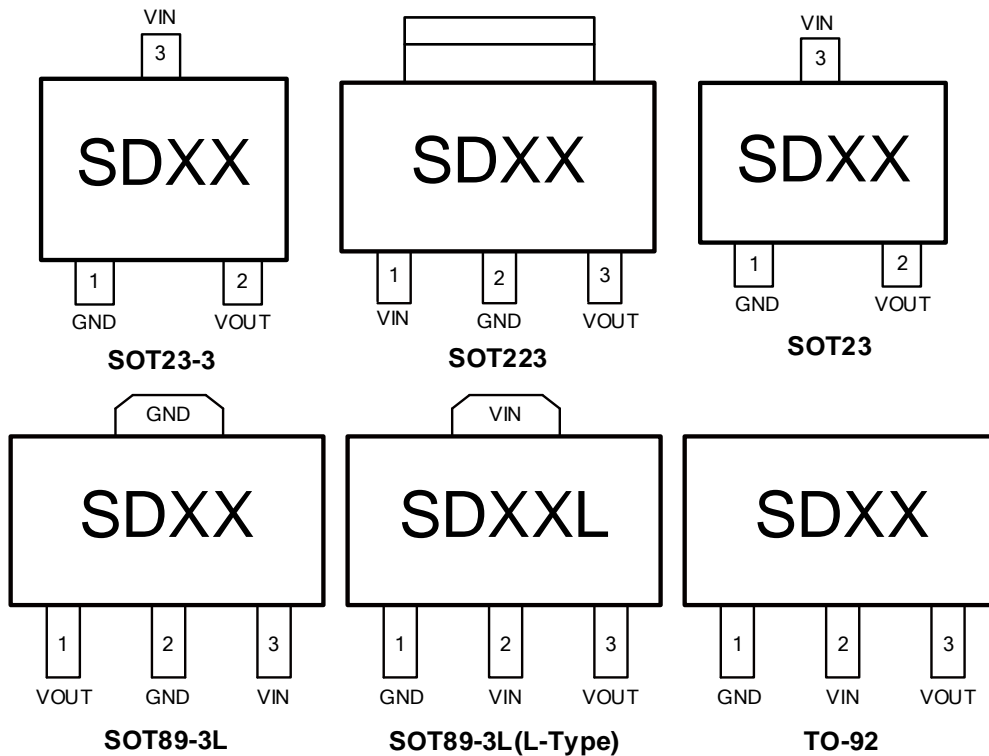 VIN
3
SDXX
1
2
GND
VOUT
SOT23-3
SDXX
1
2
3
VIN
GND
VOUT
SOT223
VIN
3
SDXX
1
2
GND
VOUT
SOT23
GND
SDXX
1
2
3
VOUT
GND
VIN
SOT89-3L
VIN
SDXXL
1
2
3
GND
VIN
VOUT
SOT89-3L(L-Type)
SDXX
1
2
3
GND
VIN
VOUT
TO-92